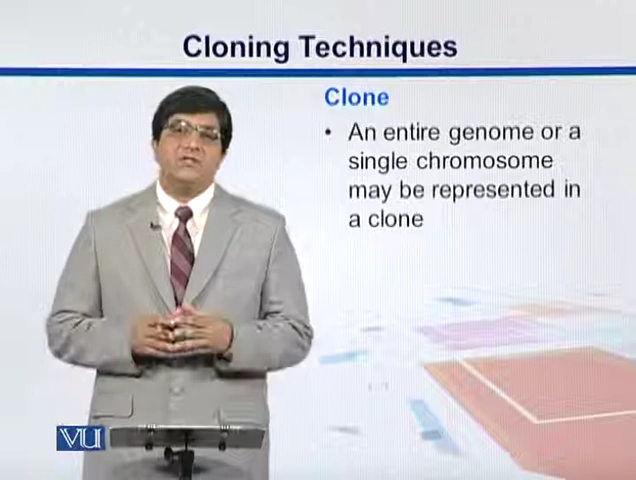 Cloning Techniques
Clone
• An entire genome or a
single chromosome
may be represented in
a clone
VU